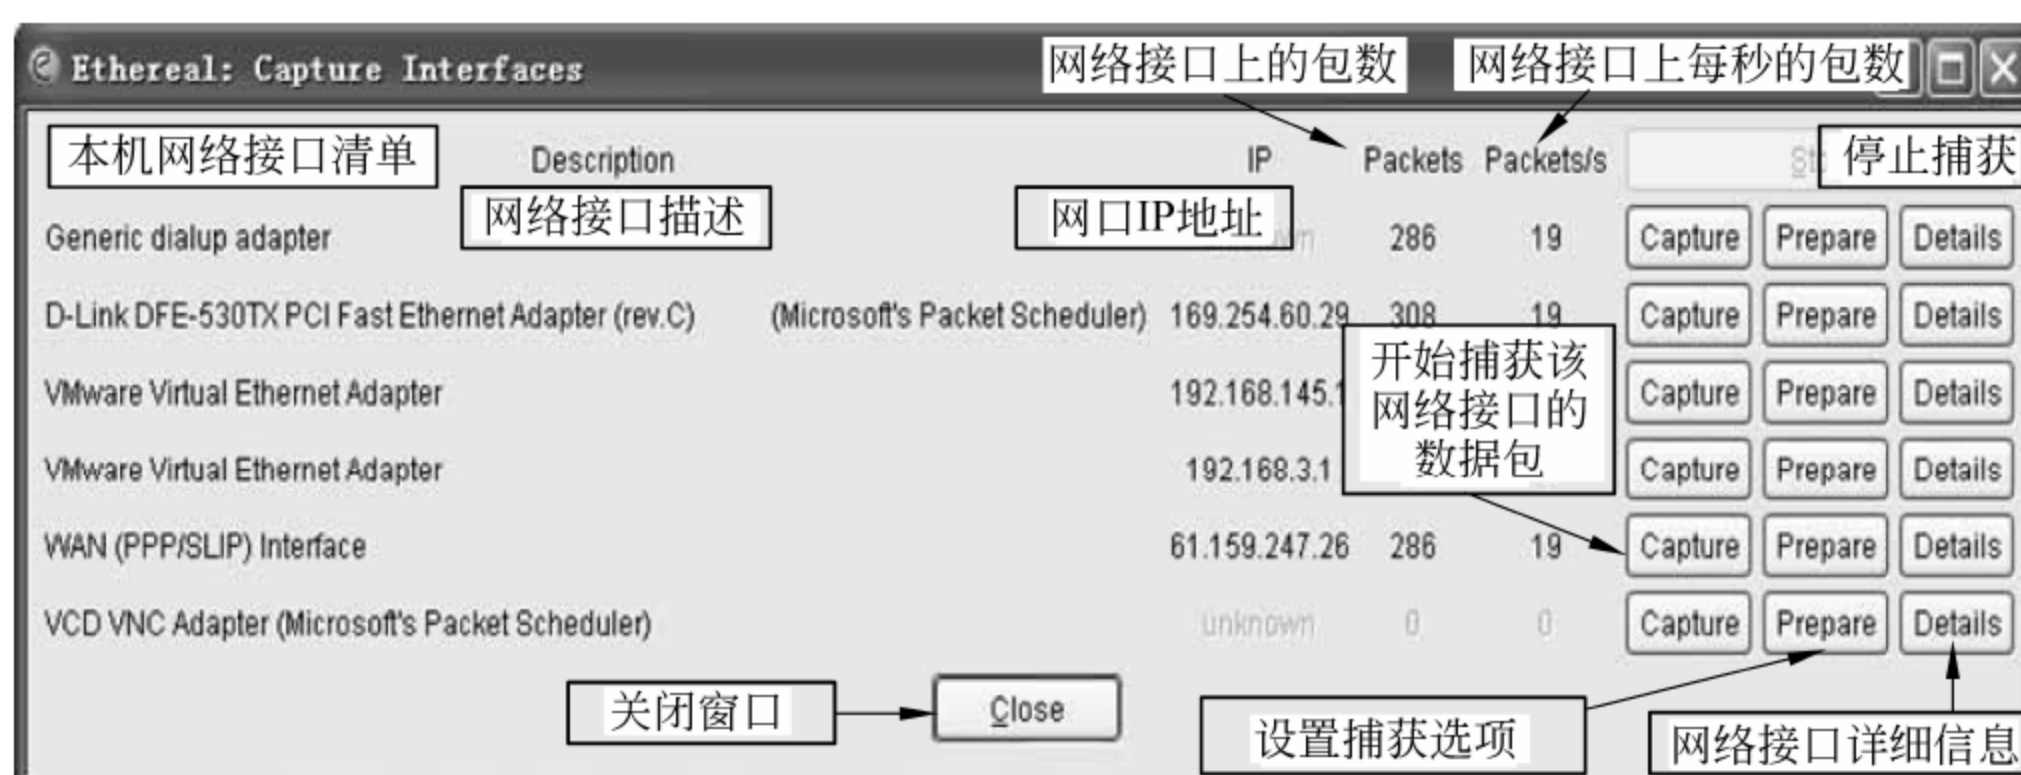 Ethereal: Capture Interfaces
网络接口上的包数
网络接口上每秒的包数
本机网络接口清单
Description
IP
Packets
Packets/s
停止捕获
网络接口描述
网口IP地址
Generic dialup adapter 286 19 Capture Prepare Details
D-Link DFE-530TX PCI Fast Ethernet Adapter (rev.C) (Microsoft's Packet Scheduler) 169.254.60.29 308 19 Capture Prepare Details
开始捕获该
网络接口的
数据包
VMware Virtual Ethernet Adapter 192.168.145.1 Capture Prepare Details
VMware Virtual Ethernet Adapter 192.168.3.1 Capture Prepare Details
WAN (PPP/SLIP) Interface 61.159.247.26 286 19 Capture Prepare Details
VCD VNC Adapter (Microsoft's Packet Scheduler) unknown 0 0 Capture Prepare Details
关闭窗口
Close
设置捕获选项
网络接口详细信息